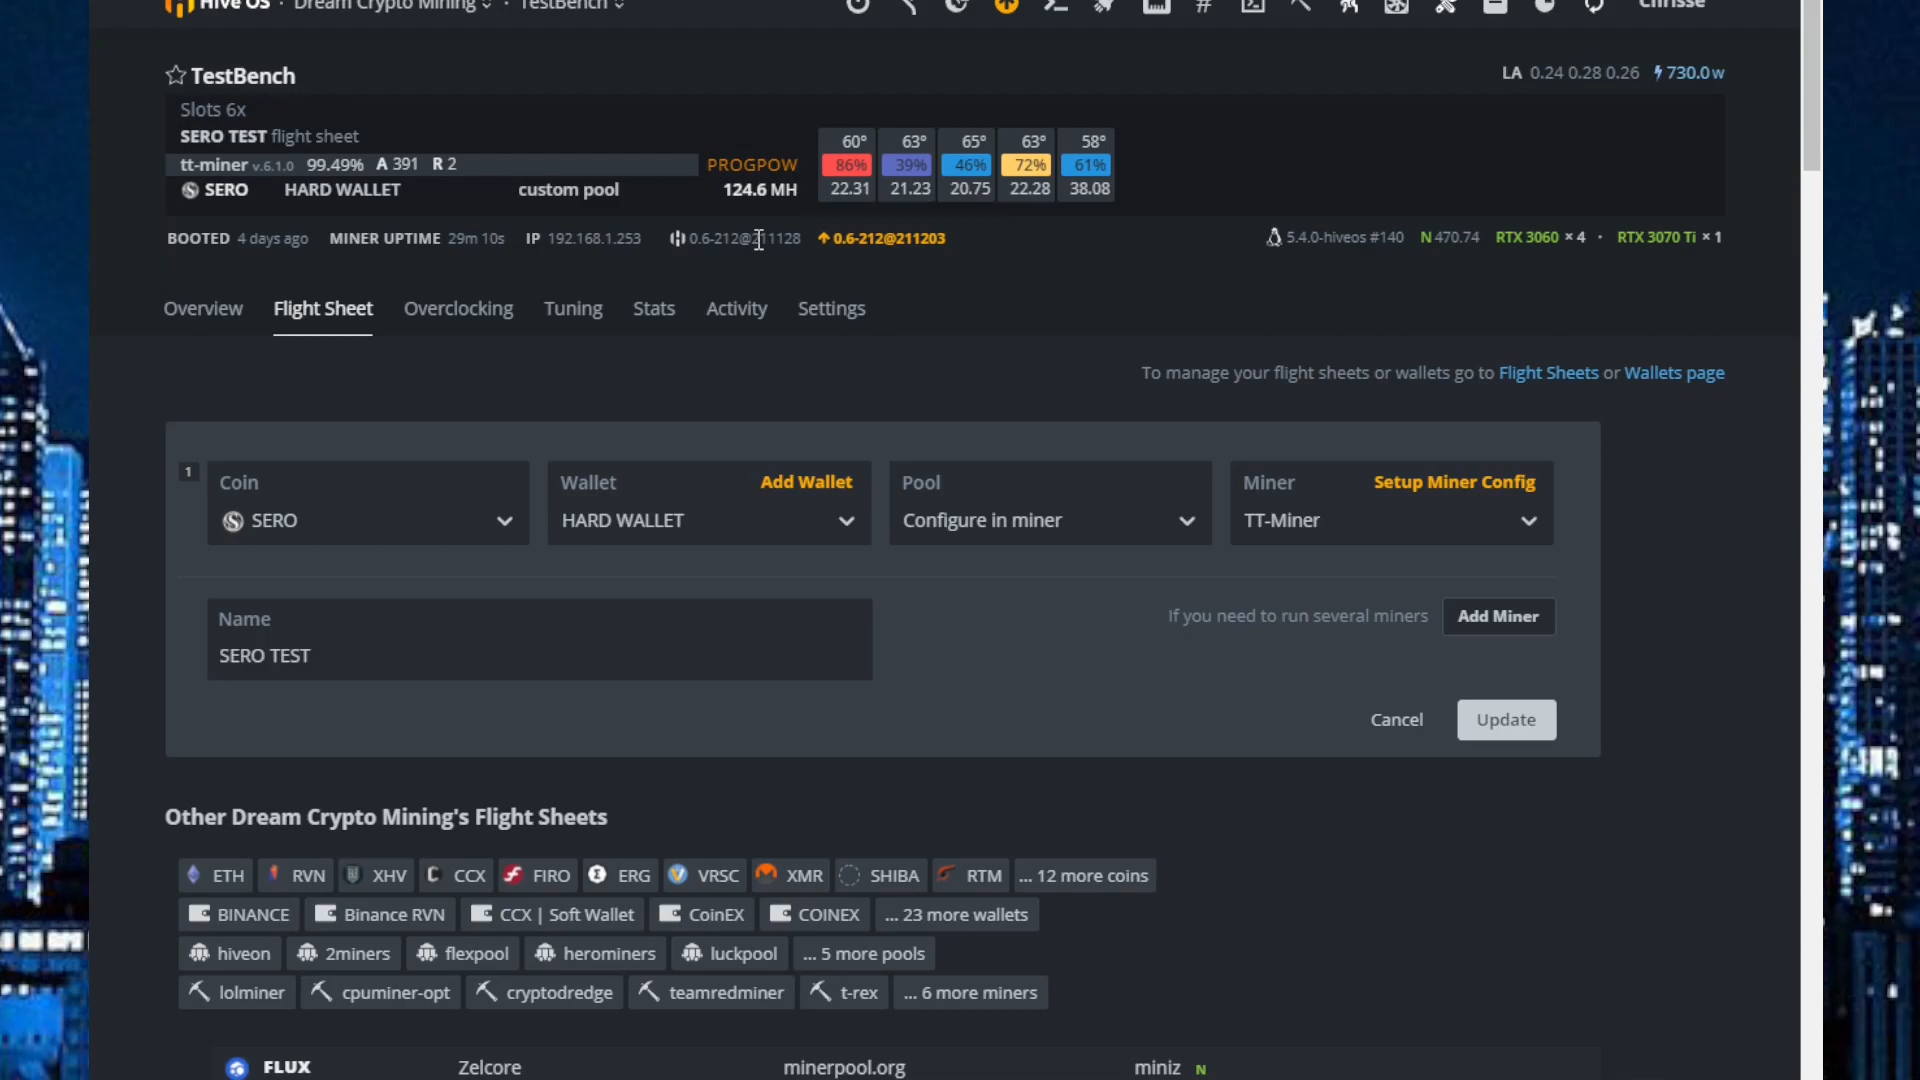 Hive OS · Dream Crypto Mining · TestBench
# Chrisse
TestBench
LA 0.24 0.28 0.26 730.0 W
Slots 6x
SERO TEST flight sheet
tt-miner v.6.1.0 99.49% A 391 R 2
PROGPOW
SERO HARD WALLET custom pool 124.6 MH
60° 63° 65° 63° 58°
86% 39% 46% 72% 61%
22.31 21.23 20.75 22.28 38.08
BOOTED 4 days ago MINER UPTIME 29m 10s IP 192.168.1.253 0.6-212@211128 0.6-212@211203
5.4.0-hiveos #140 N 470.74 RTX 3060 × 4 · RTX 3070 Ti × 1
Overview Flight Sheet Overclocking Tuning Stats Activity Settings
To manage your flight sheets or wallets go to Flight Sheets or Wallets page
1
Coin
SERO
Wallet Add Wallet
HARD WALLET
Pool
Configure in miner
Miner Setup Miner Config
TT-Miner
Name
SERO TEST
If you need to run several miners Add Miner
Cancel Update
Other Dream Crypto Mining's Flight Sheets
ETH RVN XHV CCX FIRO ERG VRSC XMR SHIBA RTM ... 12 more coins
BINANCE Binance RVN CCX | Soft Wallet CoinEX COINEX ... 23 more wallets
hiveon 2miners flexpool herominers luckpool ... 5 more pools
lolminer cpuminer-opt cryptodredge teamredminer t-rex ... 6 more miners
FLUX Zelcore minerpool.org miniz N